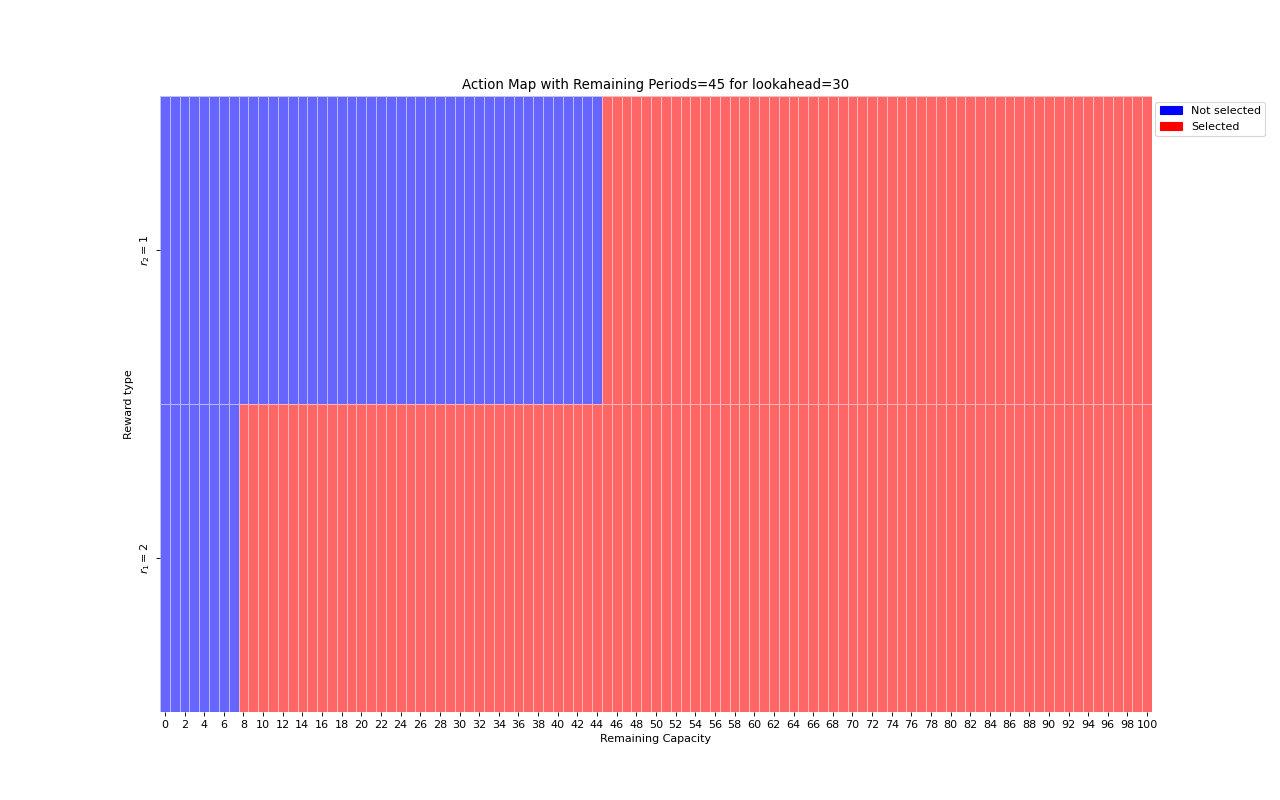 Action Map with Remaining Periods=45 for lookahead=30
Not selected
Selected
r₂ = 1
Reward type
r₁ = 2
0 2 4 6 8 10 12 14 16 18 20 22 24 26 28 30 32 34 36 38 40 42 44 46 48 50 52 54 56 58 60 62 64 66 68 70 72 74 76 78 80 82 84 86 88 90 92 94 96 98 100
Remaining Capacity